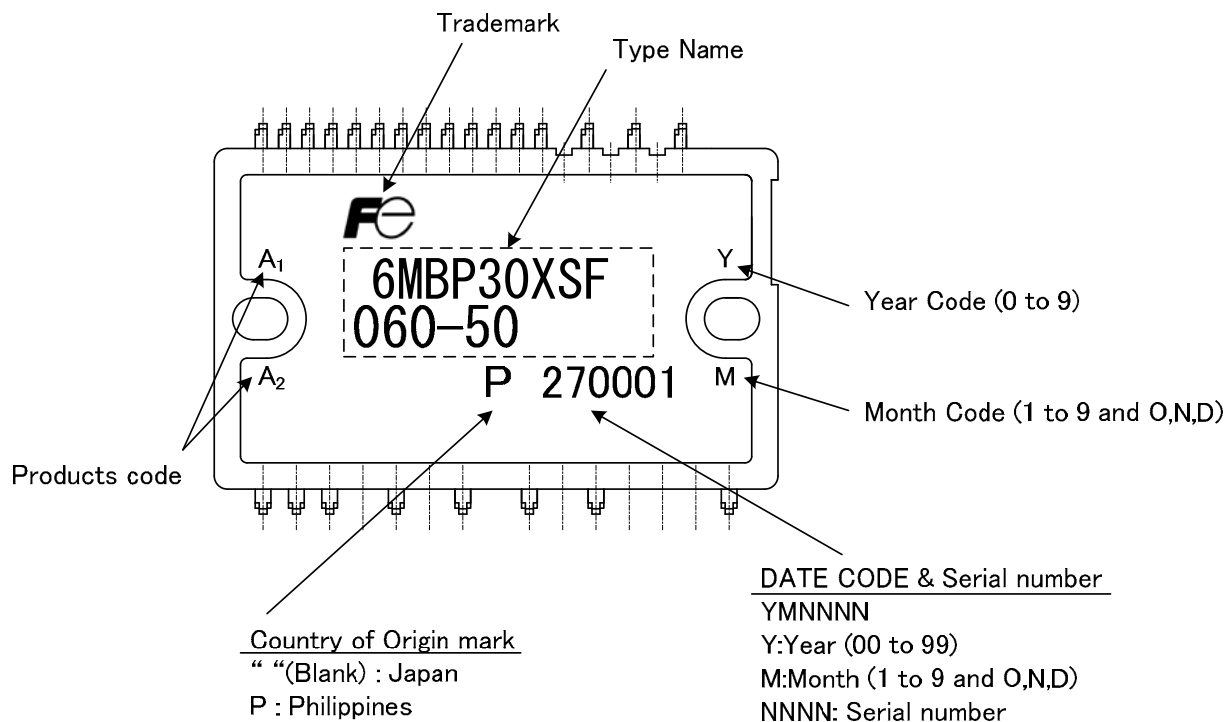 Trademark
Type Name
Fe
A1
Y
6MBP30XSF
060-50
Year Code (0 to 9)
A2
P 270001
M
Month Code (1 to 9 and O,N,D)
Products code
DATE CODE & Serial number
YMNNNN
Y:Year (00 to 99)
M:Month (1 to 9 and O,N,D)
NNNN: Serial number
Country of Origin mark
“ “(Blank) : Japan
P : Philippines